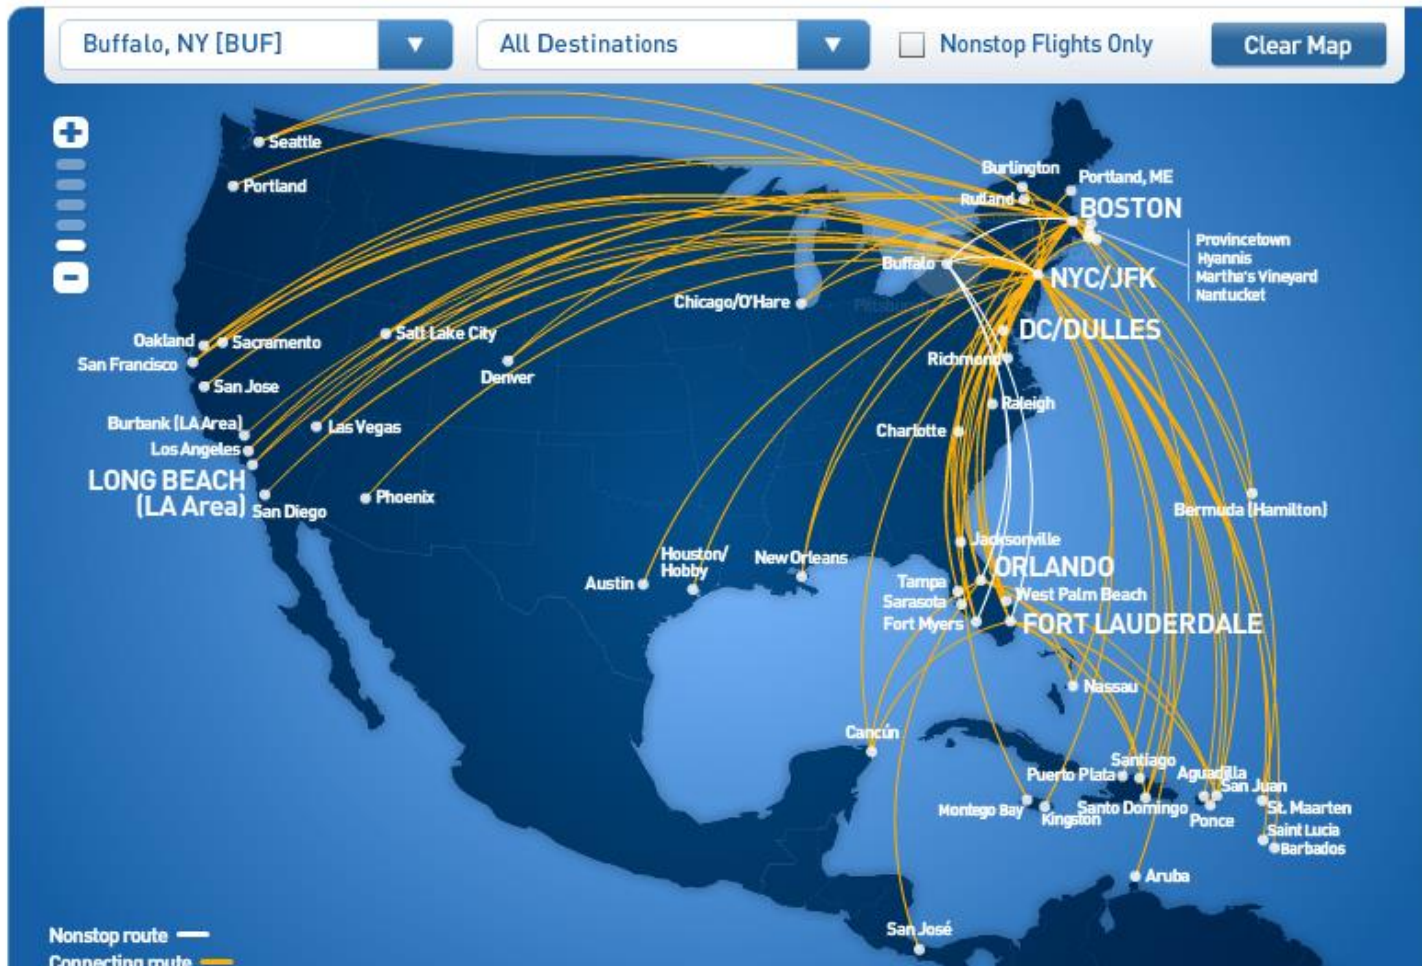 Buffalo, NY [BUF]
All Destinations
Nonstop Flights Only
Clear Map
Seattle
Portland
Burlington
Portland, ME
Rutland
BOSTON
Provincetown
Hyannis
Martha's Vineyard
Nantucket
Buffalo
NYC/JFK
Pittsburgh
Chicago/O'Hare
DC/DULLES
Richmond
Oakland
Sacramento
San Francisco
Salt Lake City
Denver
San Jose
Raleigh
Burbank (LA Area)
Las Vegas
Charlotte
Los Angeles
LONG BEACH
(LA Area)
San Diego
Phoenix
Bermuda (Hamilton)
Jacksonville
Houston/
Hobby
New Orleans
Austin
ORLANDO
Tampa
West Palm Beach
Sarasota
Fort Myers
FORT LAUDERDALE
Nassau
Cancún
Santiago
Puerto Plata
Aguadilla
San Juan
Montego Bay
Kingston
Santo Domingo
Ponce
St. Maarten
Saint Lucia
Barbados
Aruba
San José
Nonstop route
Connecting route